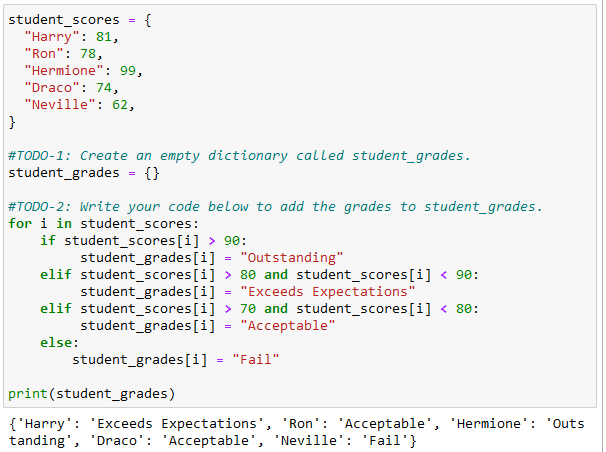 student_scores = {
  "Harry": 81,
  "Ron": 78,
  "Hermione": 99,
  "Draco": 74,
  "Neville": 62,
}
#TODO-1: Create an empty dictionary called student_grades.
student_grades = {}
#TODO-2: Write your code below to add the grades to student_grades.
for i in student_scores:
    if student_scores[i] > 90:
         student_grades[i] = "Outstanding"
    elif student_scores[i] > 80 and student_scores[i] < 90:
         student_grades[i] = "Exceeds Expectations"
    elif student_scores[i] > 70 and student_scores[i] < 80:
         student_grades[i] = "Acceptable"
    else:
        student_grades[i] = "Fail"
print(student_grades)
{'Harry': 'Exceeds Expectations', 'Ron': 'Acceptable', 'Hermione': 'Outs
tanding', 'Draco': 'Acceptable', 'Neville': 'Fail'}